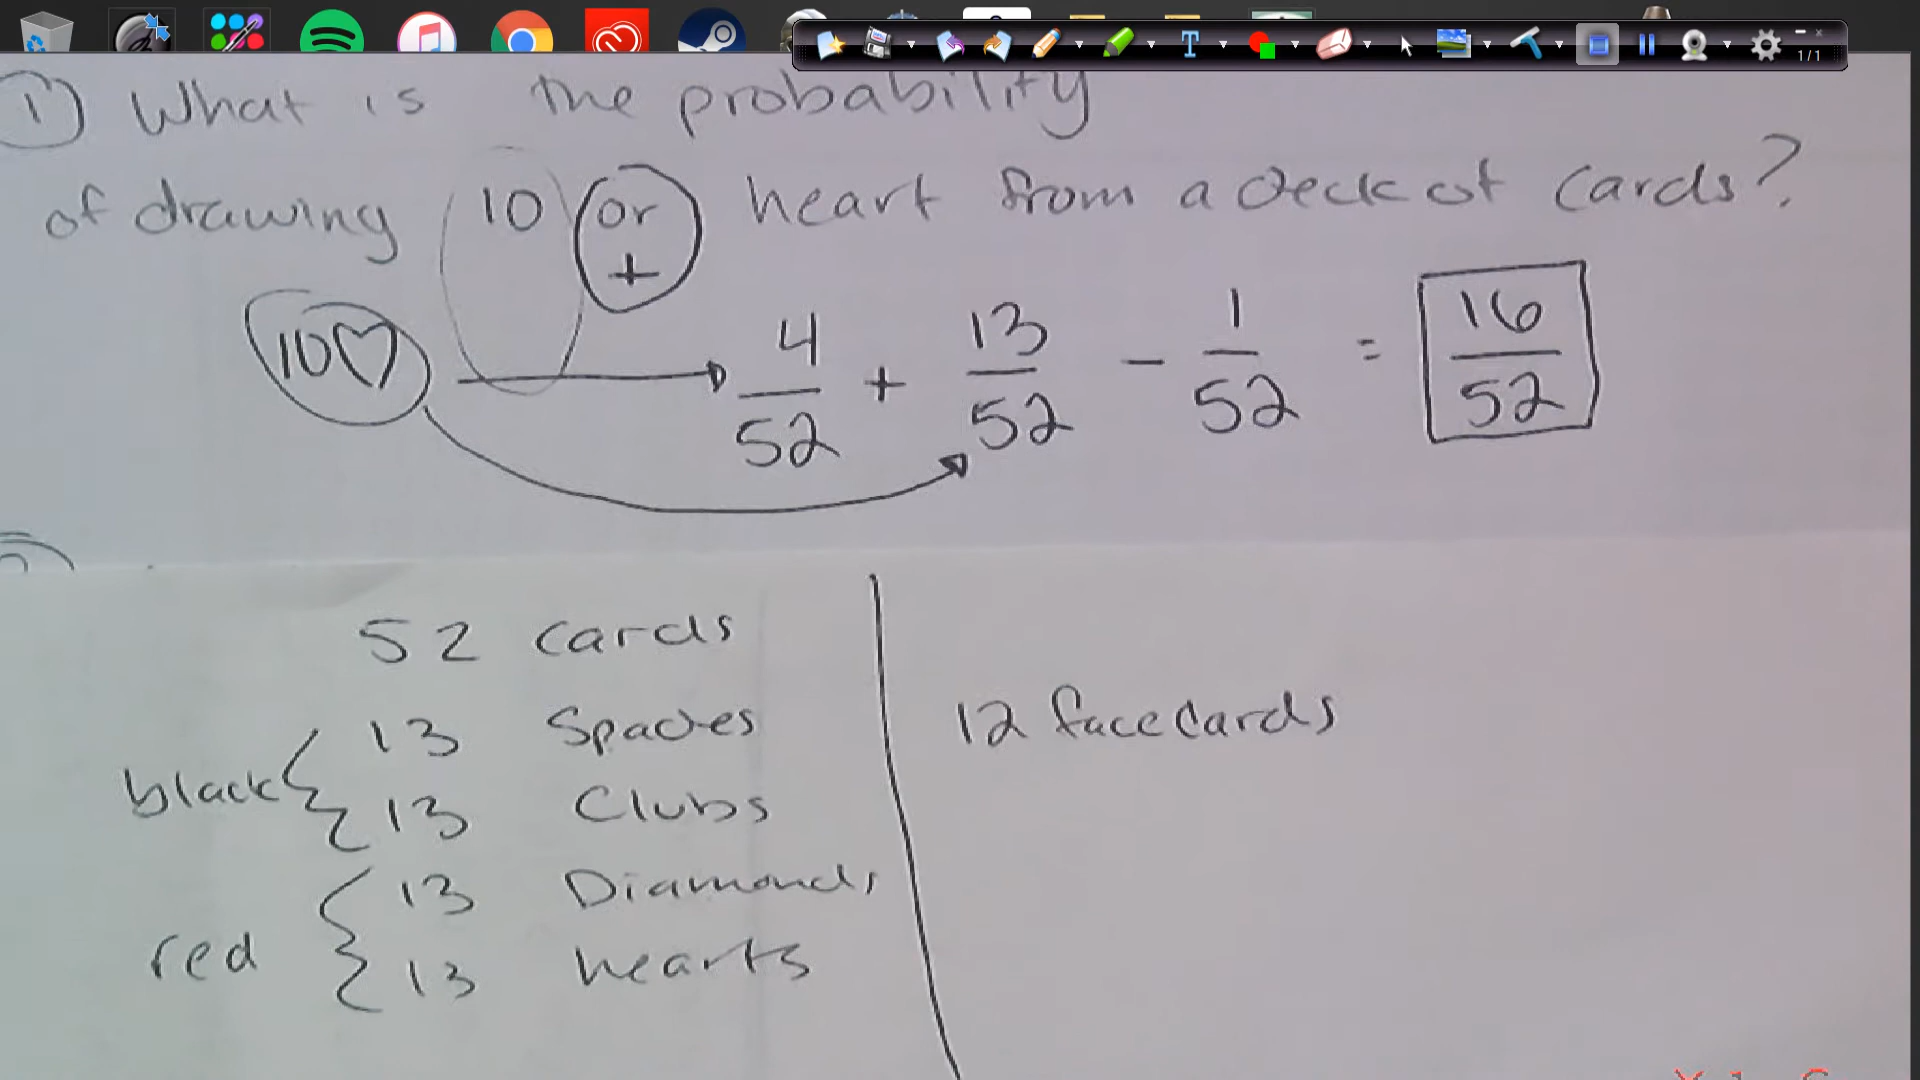 1) What is the probability
of drawing 10 or heart from a deck of cards?
+
10♡
4/52 + 13/52 - 1/52 = 16/52
52 cards
13 Spades
black
13 Clubs
13 Diamonds
red
13 hearts
12 face cards
T
1/1